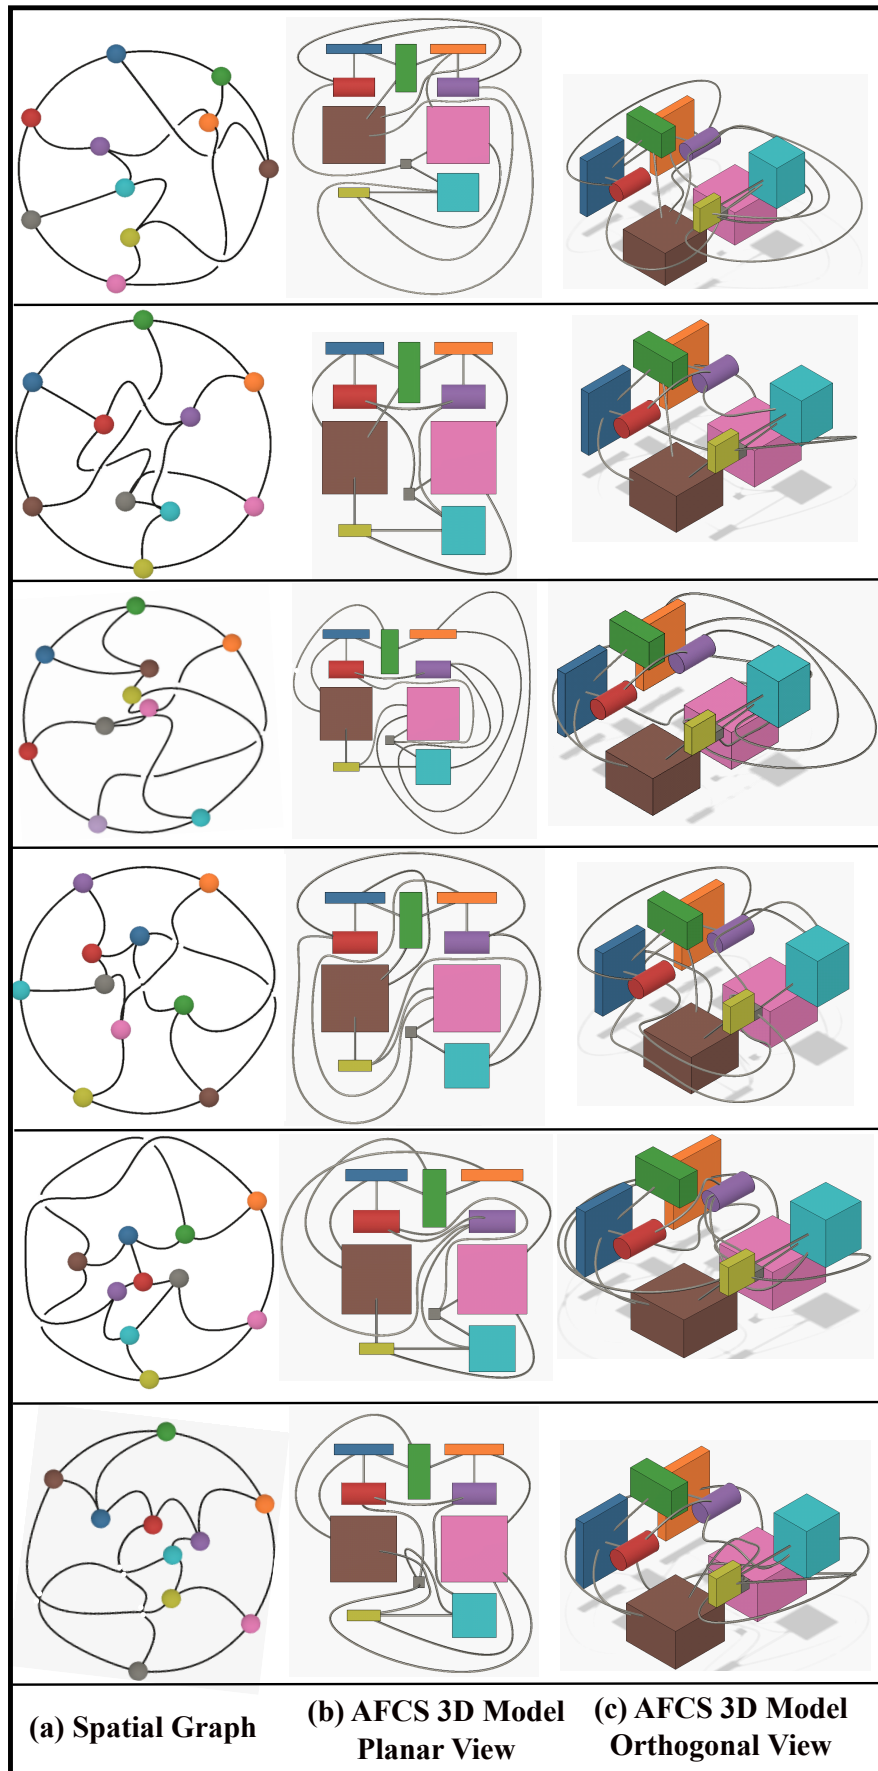 (a) Spatial Graph
(b) AFCS 3D Model
Planar View
(c) AFCS 3D Model
Orthogonal View